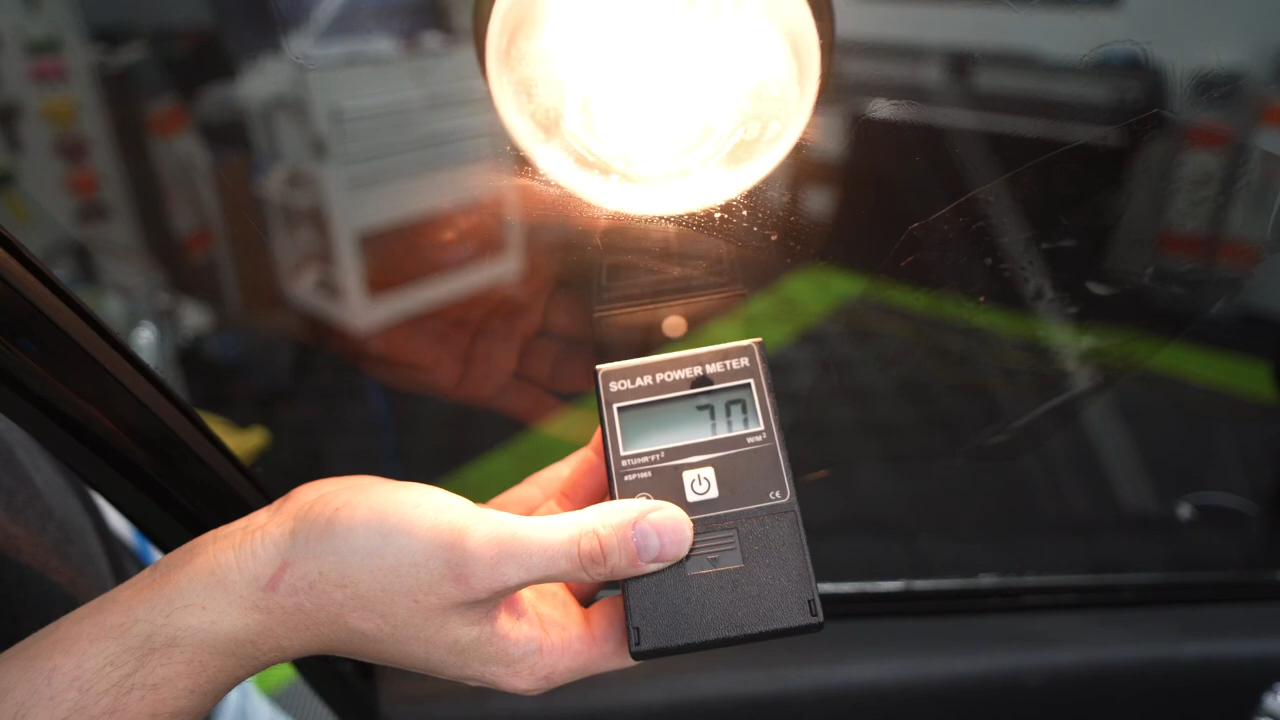 SOLAR POWER METER
70
W/M²
BTU/HR*FT²
#SP1065
CE